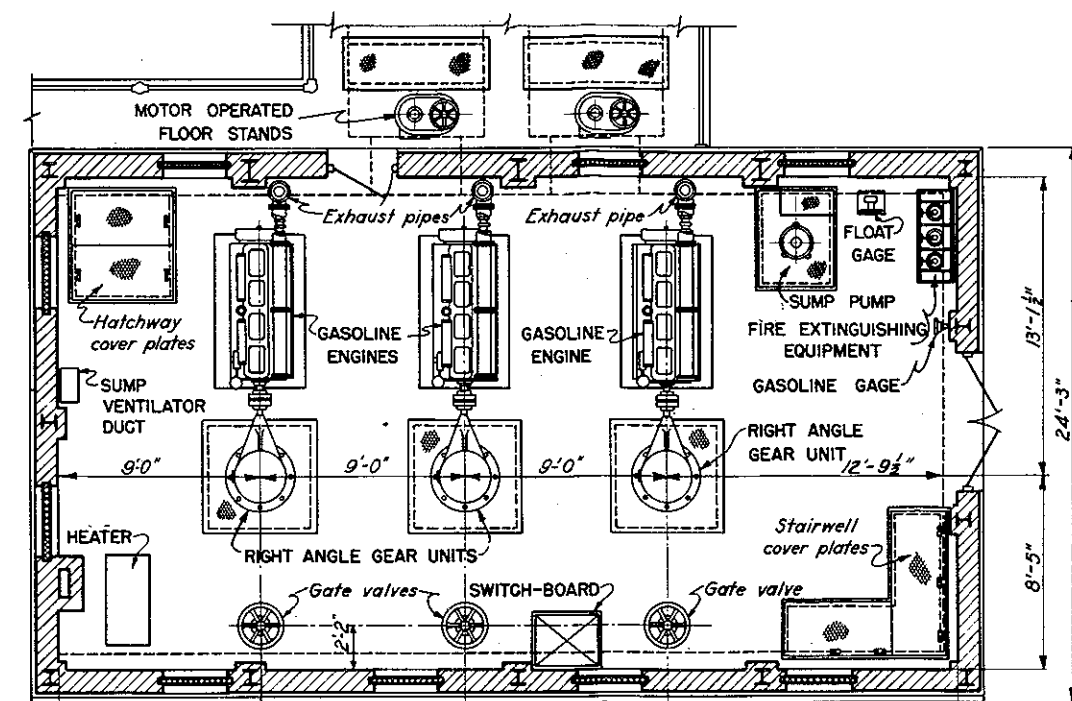 MOTOR OPERATED
FLOOR STANDS
Exhaust pipes
Exhaust pipe
FLOAT
GAGE
SUMP PUMP
Hatchway
cover plates
GASOLINE
ENGINES
GASOLINE
ENGINE
FIRE EXTINGUISHING
EQUIPMENT
GASOLINE GAGE
13'-1½"
24'-3"
SUMP
VENTILATOR
DUCT
RIGHT ANGLE
GEAR UNIT
9'0"
9'-0"
9'-0"
12'-9½"
HEATER
RIGHT ANGLE GEAR UNITS
Stairwell
cover plates
8'-5"
Gate valves
SWITCH-BOARD
Gate valve
2'-2"